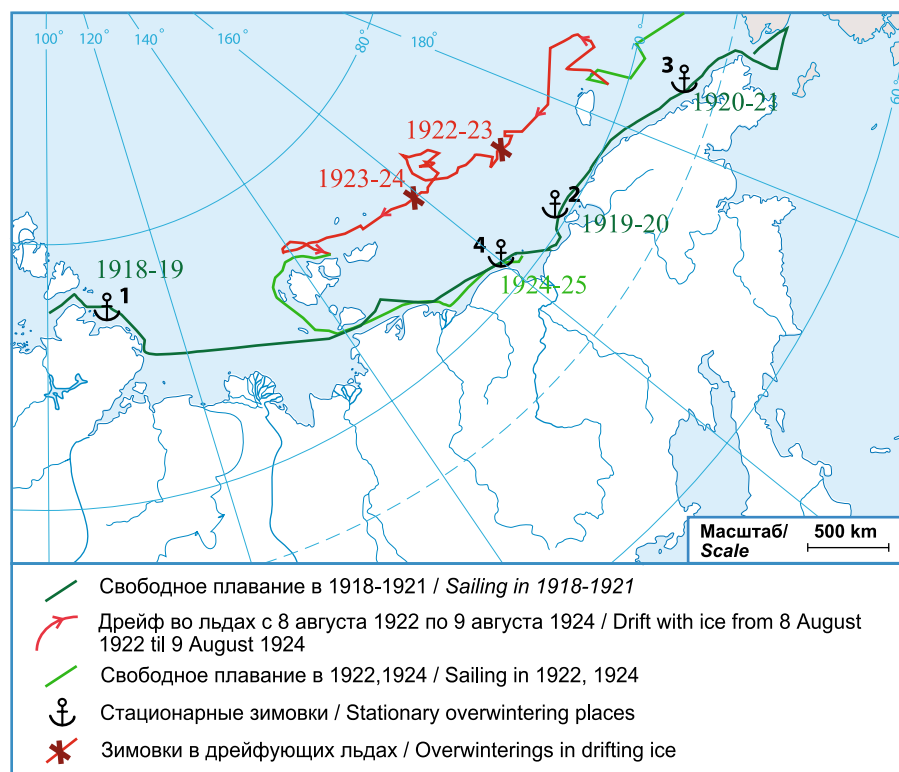 100° 120° 140° 160° 80° 180° 70°
60°
3
1920-21
1922-23
1923-24
2
1919-20
4
1924-25
1918-19
1
Масштаб/ 500 km
Scale
Свободное плавание в 1918-1921 / Sailing in 1918-1921
Дрейф во льдах с 8 августа 1922 по 9 августа 1924 / Drift with ice from 8 August
1922 til 9 August 1924
Свободное плавание в 1922,1924 / Sailing in 1922, 1924
Стационарные зимовки / Stationary overwintering places
Зимовки в дрейфующих льдах / Overwinterings in drifting ice